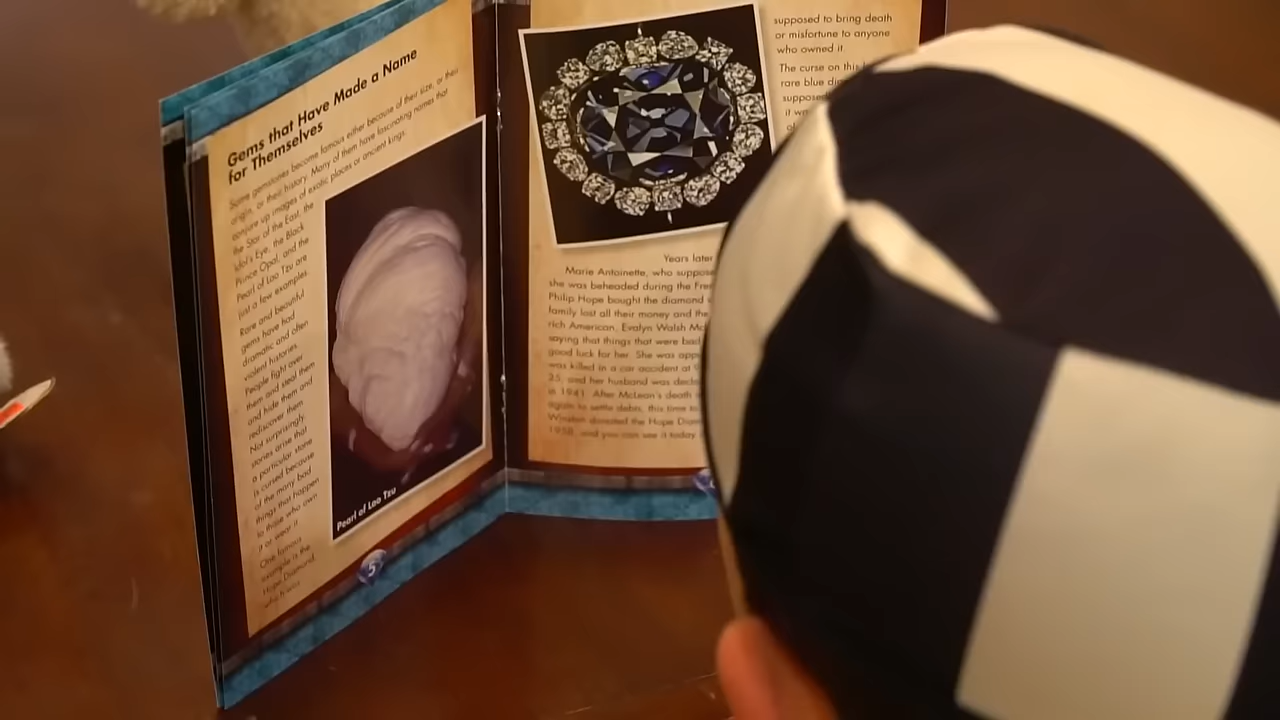 Gems that Have Made a Name
for Themselves
Some gemstones become famous either because of their size, or their
origin, or their history. Many of them have fascinating names that
conjure up images of exotic places or ancient kings.
the Star of the East, the
Idol's Eye, the Black
Prince Opal, and the
Pearl of Lao Tzu are
just a few examples.
Rare and beautiful
gems have had
dramatic and often
violent histories.
People fight over
them and steal them
and hide them and
rediscover them
Not surprisingly
stories arise that
a particular stone
is cursed because
of the many bad
things that happen
to those who own
it or wear it
One famous
example is the
Hope Diamond,
which was
Pearl of Lao Tzu
5
supposed to bring death
or misfortune to anyone
who owned it.
The curse on this
rare blue
supposed
it
Years later
Marie Antoinette, who
she was beheaded during the
Philip Hope bought the diamond
family lost all their money and the
rich American, Evalyn Walsh
saying that things that were bad
good luck for her. She was
was killed in a car accident at
25, and her husband was
in 1941. After McLean's death
again to settle debts, this time to
Winston donated the Hope
1958, and you can see it today